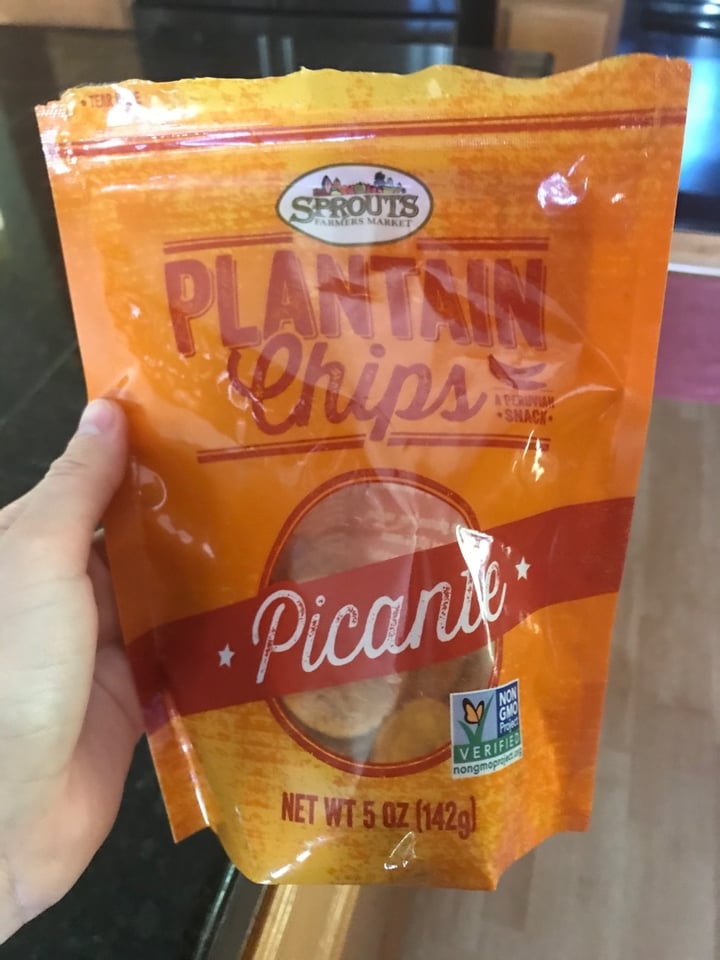 SPROUTS
FARMERS MARKET
PLANTAIN
Chips
A PERUVIAN
•SNACK•
Picante
NON
GMO
Project
VERIFIED
nongmoproject.org
NET WT 5 OZ (142g)